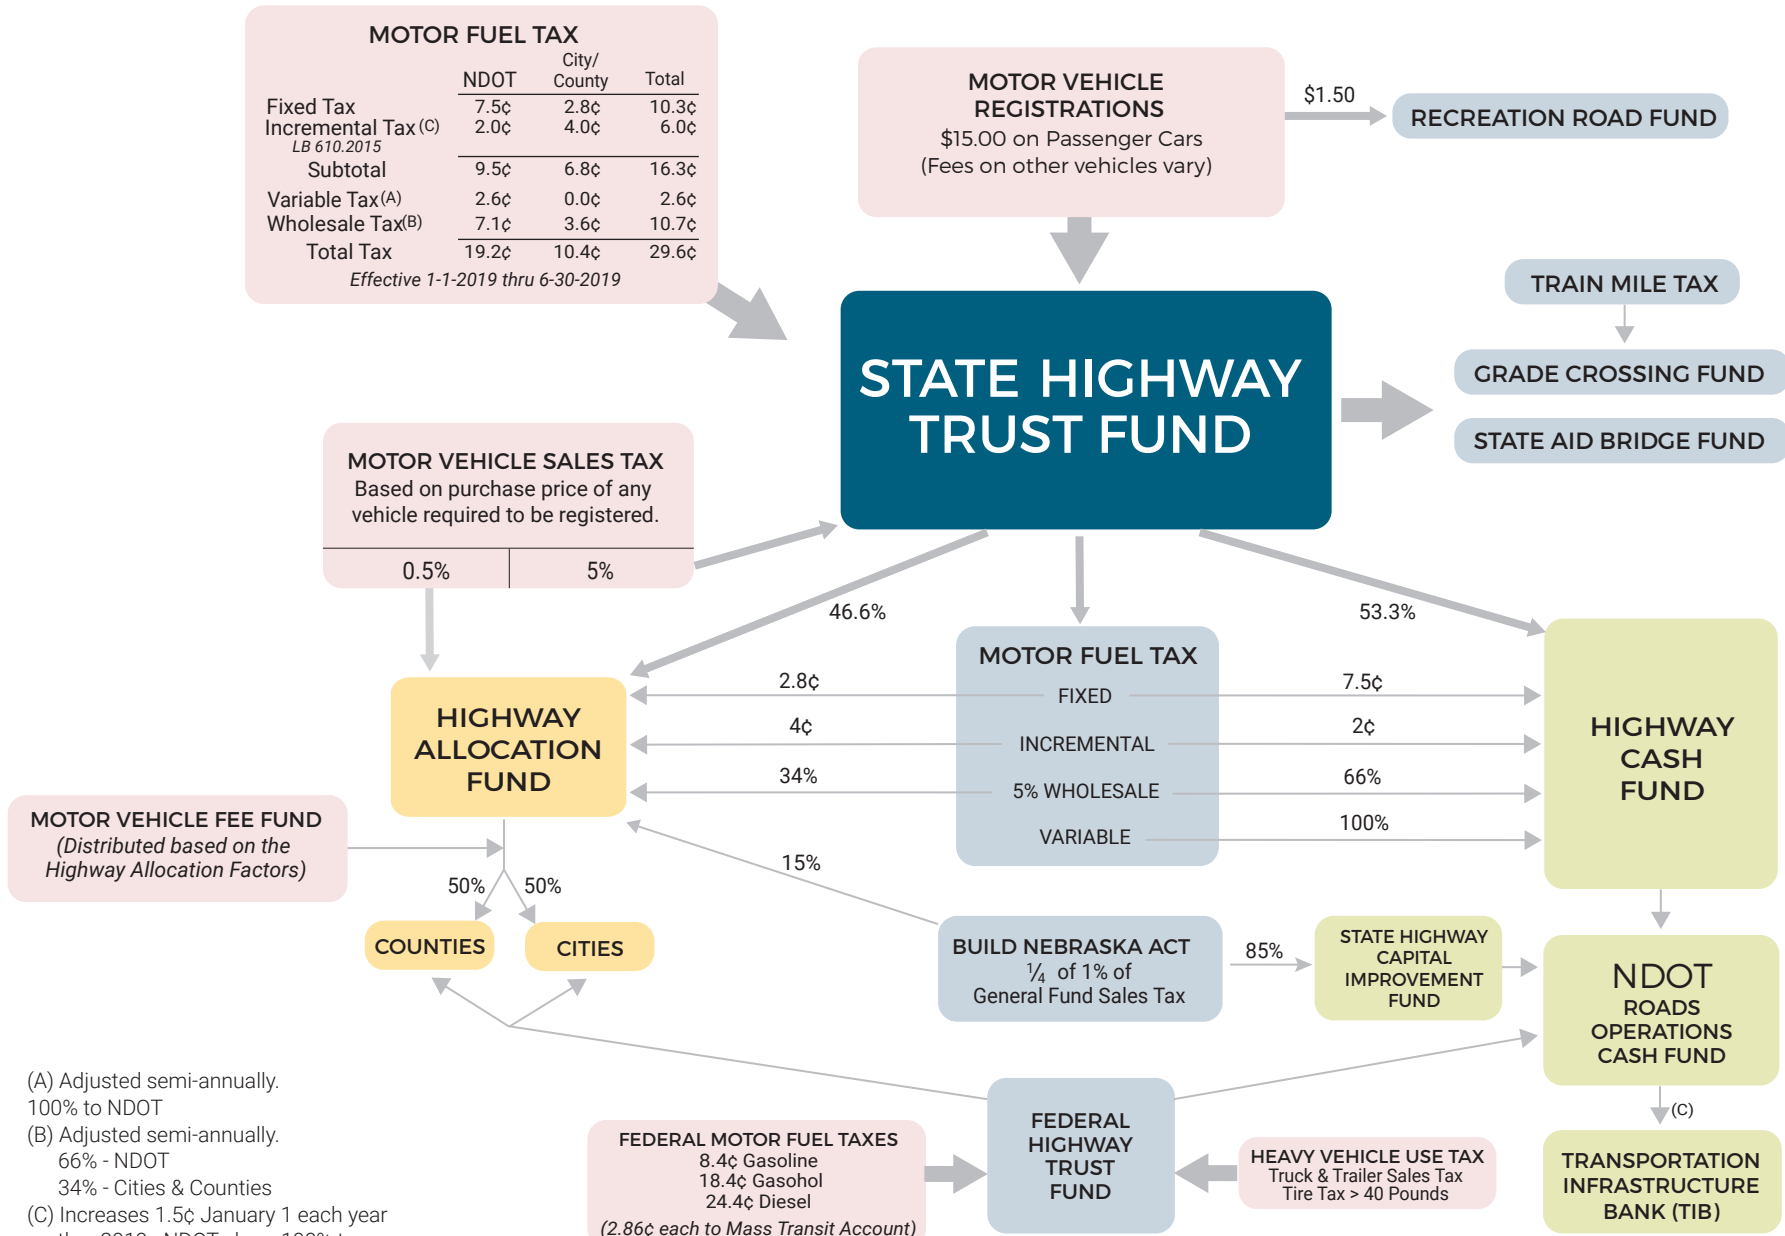 MOTOR FUEL TAX
NDOT City/ County Total
Fixed Tax 7.5¢ 2.8¢ 10.3¢
Incremental Tax (C) 2.0¢ 4.0¢ 6.0¢
LB 610.2015
Subtotal 9.5¢ 6.8¢ 16.3¢
Variable Tax(A) 2.6¢ 0.0¢ 2.6¢
Wholesale Tax(B) 7.1¢ 3.6¢ 10.7¢
Total Tax 19.2¢ 10.4¢ 29.6¢
Effective 1-1-2019 thru 6-30-2019
MOTOR VEHICLE
REGISTRATIONS
$15.00 on Passenger Cars
(Fees on other vehicles vary)
$1.50
RECREATION ROAD FUND
TRAIN MILE TAX
GRADE CROSSING FUND
STATE AID BRIDGE FUND
STATE HIGHWAY
TRUST FUND
MOTOR VEHICLE SALES TAX
Based on purchase price of any
vehicle required to be registered.
0.5% 5%
46.6%
53.3%
MOTOR FUEL TAX
2.8¢ FIXED 7.5¢
4¢ INCREMENTAL 2¢
34% 5% WHOLESALE 66%
VARIABLE 100%
HIGHWAY
ALLOCATION
FUND
HIGHWAY
CASH
FUND
MOTOR VEHICLE FEE FUND
(Distributed based on the
Highway Allocation Factors)
50% 50%
COUNTIES
CITIES
15%
BUILD NEBRASKA ACT
1/4 of 1% of
General Fund Sales Tax
85%
STATE HIGHWAY
CAPITAL
IMPROVEMENT
FUND
NDOT
ROADS
OPERATIONS
CASH FUND
(C)
TRANSPORTATION
INFRASTRUCTURE
BANK (TIB)
FEDERAL
HIGHWAY
TRUST
FUND
FEDERAL MOTOR FUEL TAXES
8.4¢ Gasoline
18.4¢ Gasohol
24.4¢ Diesel
(2.86¢ each to Mass Transit Account)
HEAVY VEHICLE USE TAX
Truck & Trailer Sales Tax
Tire Tax > 40 Pounds
(A) Adjusted semi-annually.
100% to NDOT
(B) Adjusted semi-annually.
66% - NDOT
34% - Cities & Counties
(C) Increases 1.5¢ January 1 each year